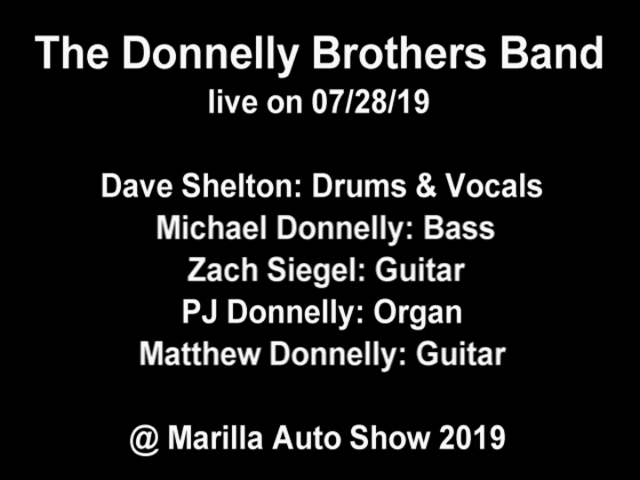 The Donnelly Brothers Band
live on 07/28/19
Dave Shelton: Drums & Vocals
Michael Donnelly: Bass
Zach Siegel: Guitar
PJ Donnelly: Organ
Matthew Donnelly: Guitar
@ Marilla Auto Show 2019